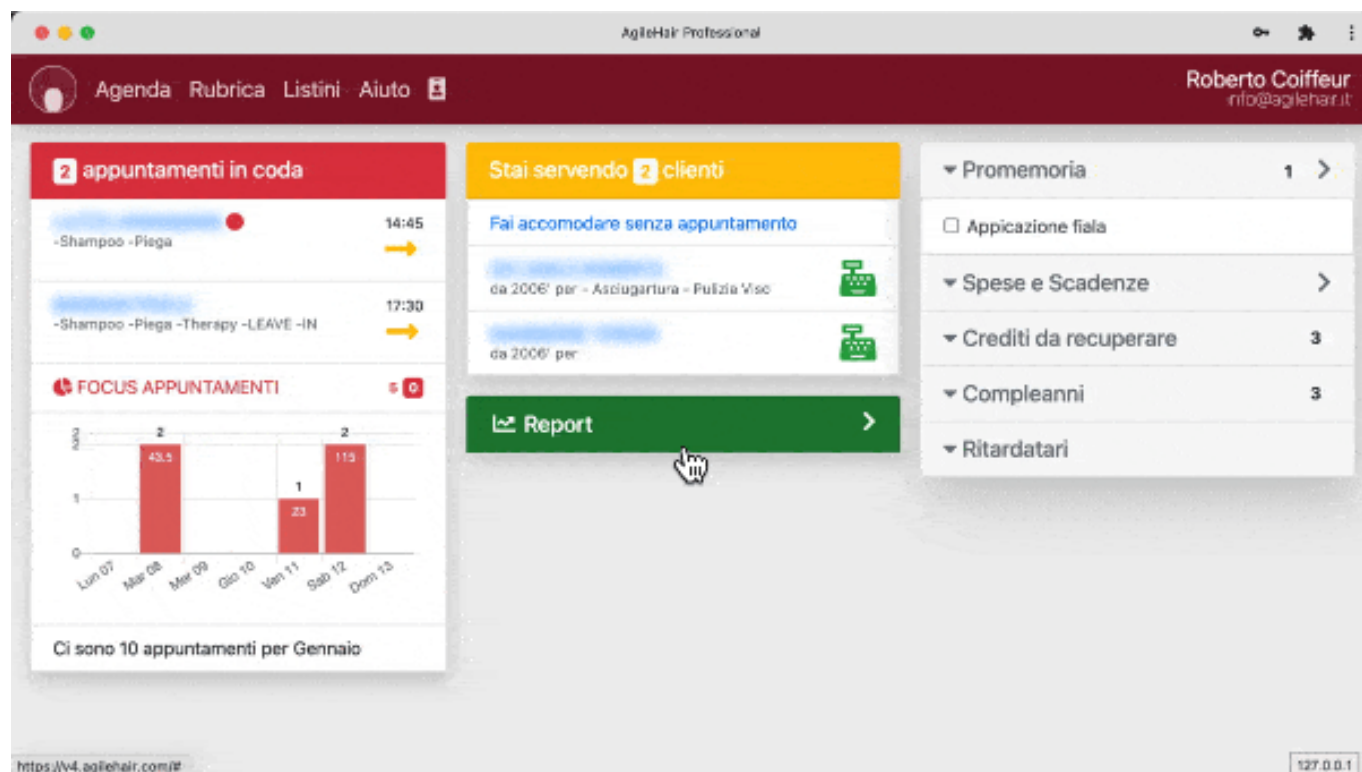 AgileHair Professional
Agenda Rubrica Listini Aiuto
Roberto Coiffeur
info@agilehair.it
2 appuntamenti in coda
14:45
-Shampoo -Piega
17:30
-Shampoo -Piega -Therapy -LEAVE -IN
FOCUS APPUNTAMENTI 5 0
2
2
1
0
2
43.5
1
23
2
115
Lun 07
Mar 08
Mer 09
Gio 10
Ven 11
Sab 12
Dom 13
Ci sono 10 appuntamenti per Gennaio
Stai servendo 2 clienti
Fai accomodare senza appuntamento
da 2006' per - Asciugartura - Pulizia Viso
da 2006' per
Report
Promemoria 1
Appicazione fiala
Spese e Scadenze
Crediti da recuperare 3
Compleanni 3
Ritardatari
https://v4.agilehair.com/#
127.0.0.1